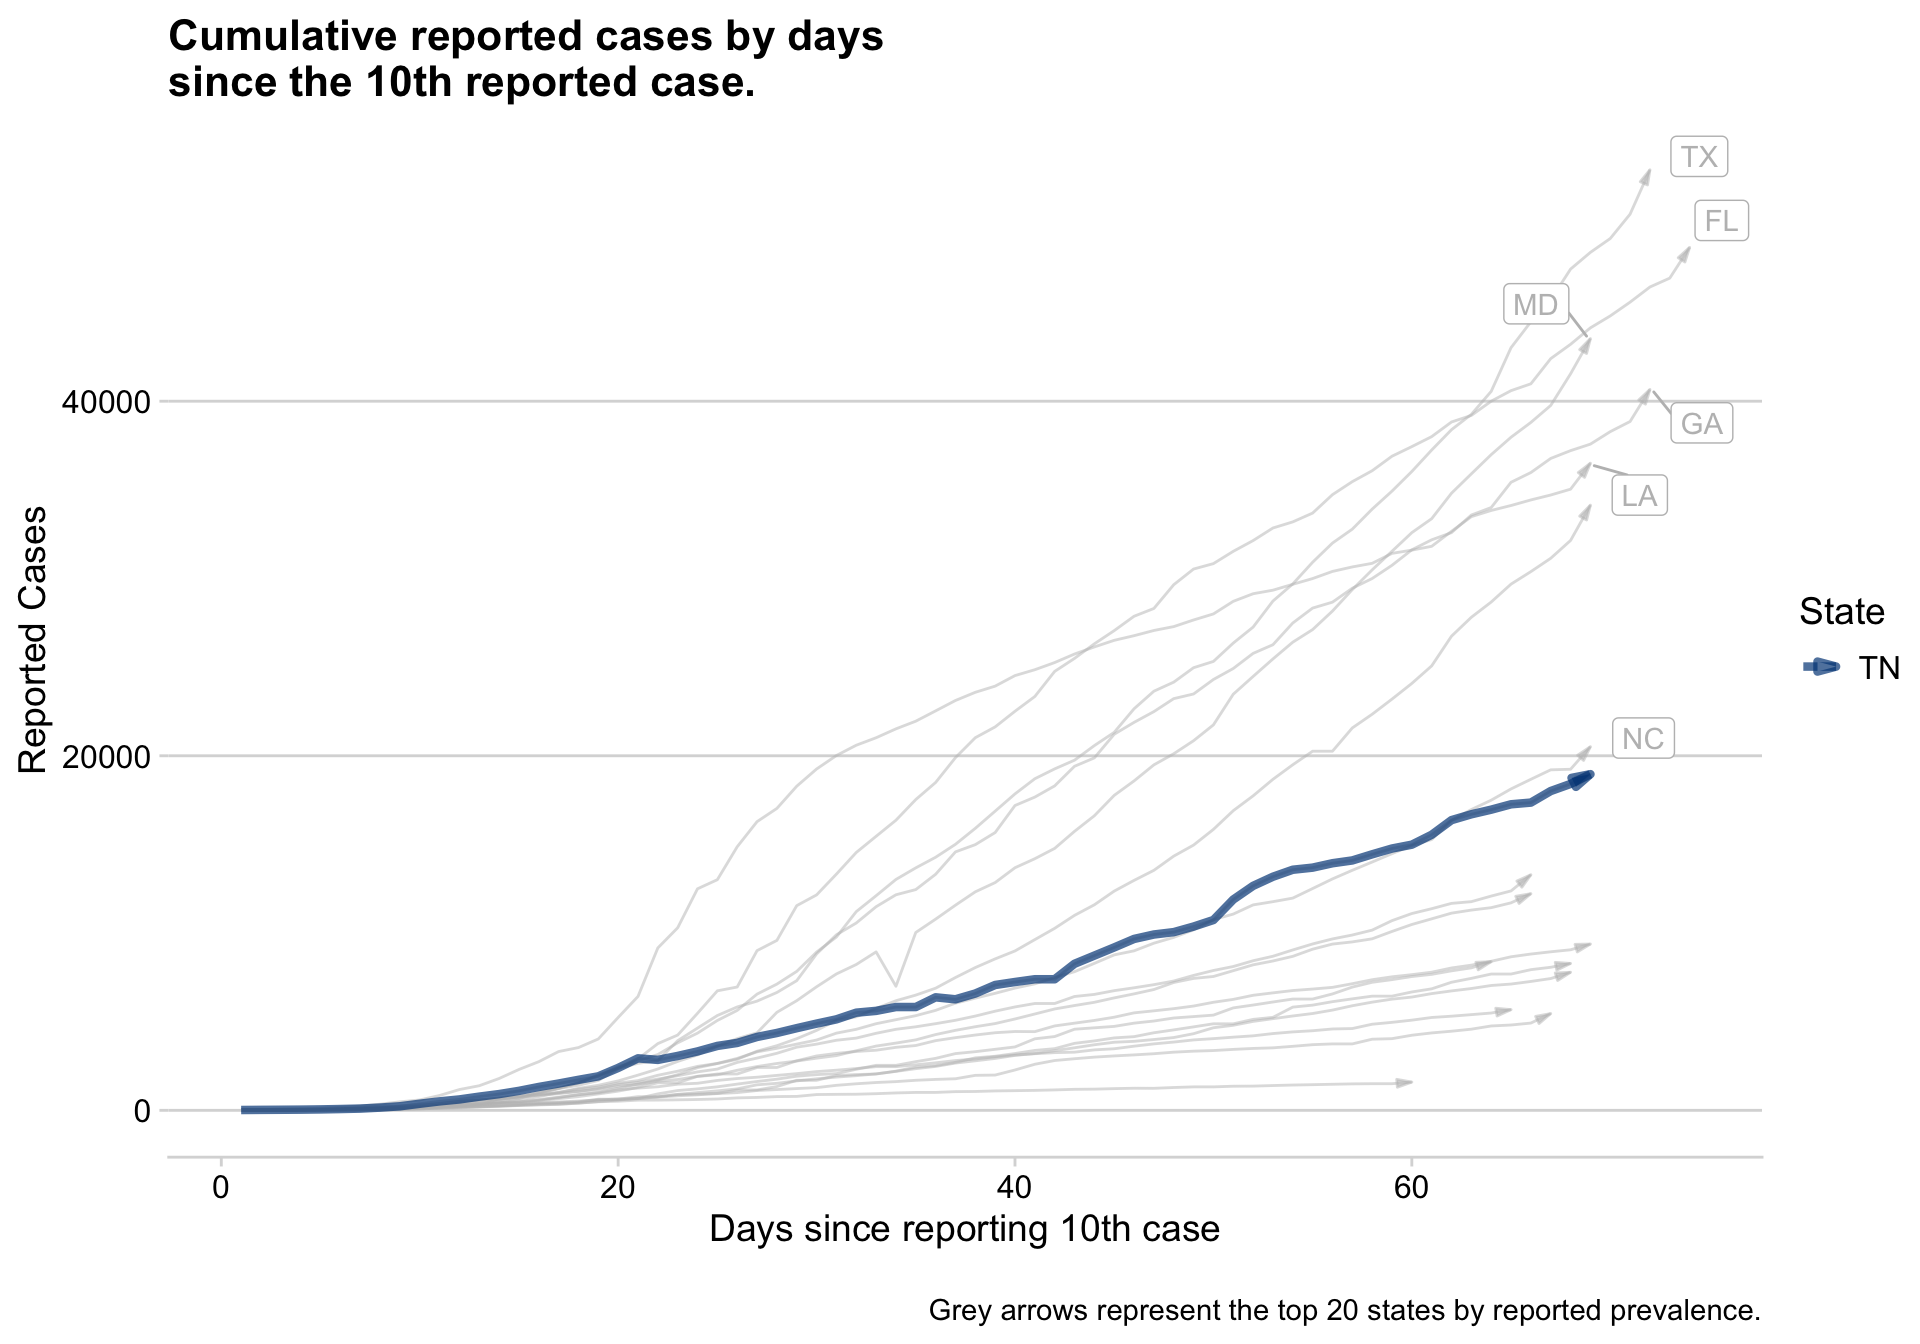 Cumulative reported cases by days
since the 10th reported case.
TX
FL
MD
40000
GA
LA
Reported Cases
State
TN
NC
20000
0
0 20 40 60
Days since reporting 10th case
Grey arrows represent the top 20 states by reported prevalence.